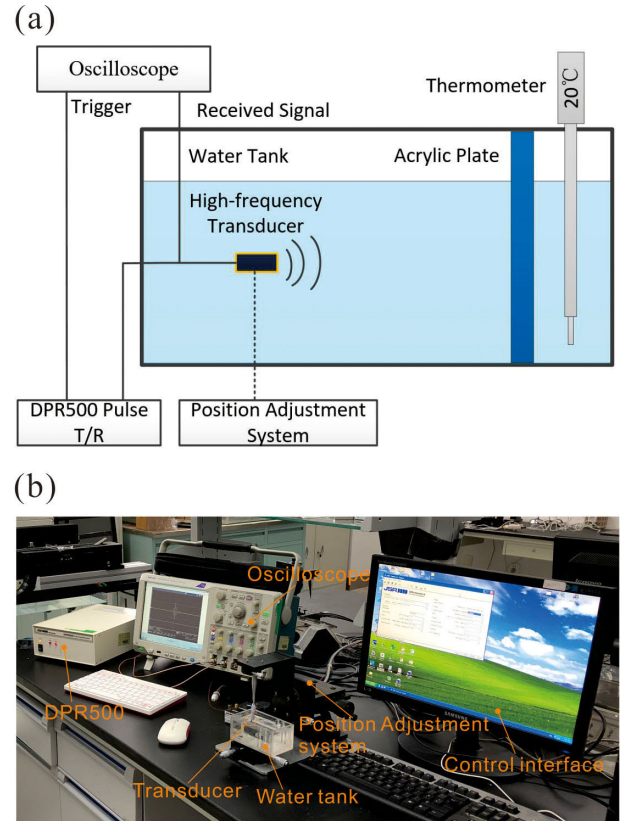 (a)
Oscilloscope
Trigger
Received Signal
Thermometer
20℃
Water Tank
Acrylic Plate
High-frequency
Transducer
DPR500 Pulse
T/R
Position Adjustment
System
(b)
Oscilloscope
DPR500
Position Adjustment
system
Control interface
Transducer
Water tank
SAMSUNG